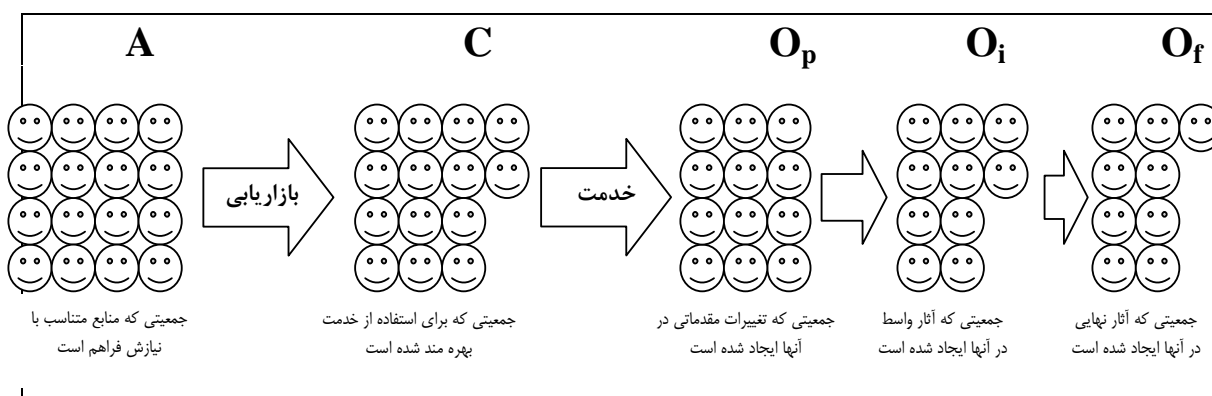 A
C
Op
Oi
Of
بازاریابی
خدمت
جمعیتی که منابع متناسب با
نیازش فراهم است
جمعیتی که برای استفاده از خدمت
بهره مند شده است
جمعیتی که تغییرات مقدماتی در
آنها ایجاد شده است
جمعیتی که آثار واسط
در آنها ایجاد شده است
جمعیتی که آثار نهایی
در آنها ایجاد شده است